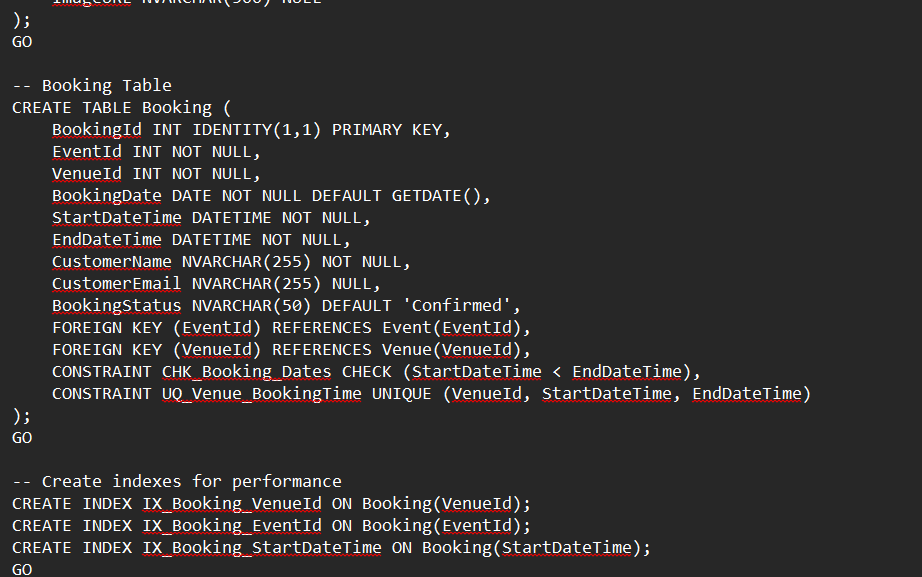 ImageURL NVARCHAR(500) NULL
);
GO
-- Booking Table
CREATE TABLE Booking (
    BookingId INT IDENTITY(1,1) PRIMARY KEY,
    EventId INT NOT NULL,
    VenueId INT NOT NULL,
    BookingDate DATE NOT NULL DEFAULT GETDATE(),
    StartDateTime DATETIME NOT NULL,
    EndDateTime DATETIME NOT NULL,
    CustomerName NVARCHAR(255) NOT NULL,
    CustomerEmail NVARCHAR(255) NULL,
    BookingStatus NVARCHAR(50) DEFAULT 'Confirmed',
    FOREIGN KEY (EventId) REFERENCES Event(EventId),
    FOREIGN KEY (VenueId) REFERENCES Venue(VenueId),
    CONSTRAINT CHK_Booking_Dates CHECK (StartDateTime < EndDateTime),
    CONSTRAINT UQ_Venue_BookingTime UNIQUE (VenueId, StartDateTime, EndDateTime)
);
GO
-- Create indexes for performance
CREATE INDEX IX_Booking_VenueId ON Booking(VenueId);
CREATE INDEX IX_Booking_EventId ON Booking(EventId);
CREATE INDEX IX_Booking_StartDateTime ON Booking(StartDateTime);
GO